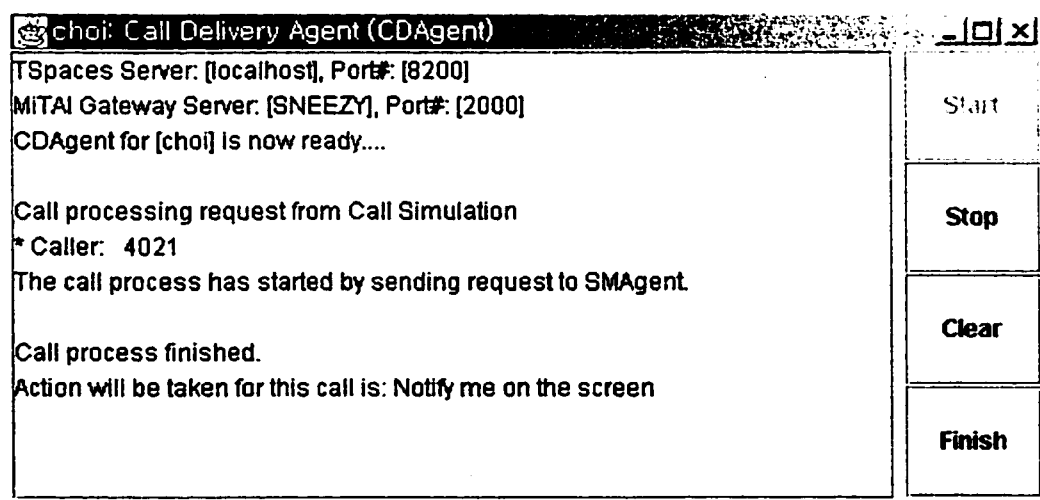 choi: Call Delivery Agent (CDAgent)
TSpaces Server: [localhost], Port#: [8200]
MiTAI Gateway Server: [SNEEZY], Port#: [2000]
CDAgent for [choi] is now ready....
Call processing request from Call Simulation
* Caller: 4021
The call process has started by sending request to SMAgent.
Call process finished.
Action will be taken for this call is: Notify me on the screen
Start
Stop
Clear
Finish